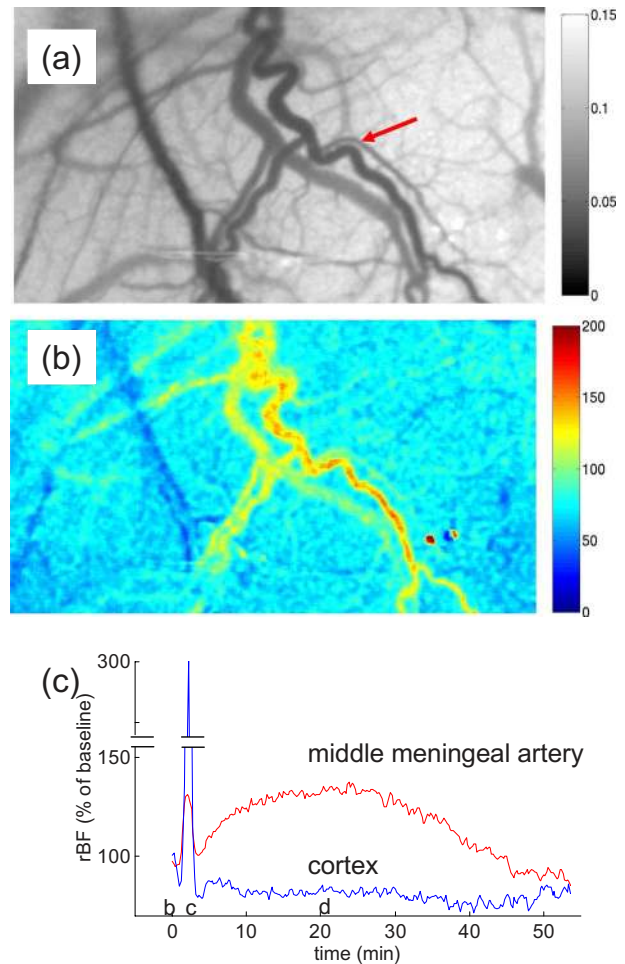 (a)
0.15
0.1
0.05
0
(b)
200
150
100
50
0
(c)
300
150
100
rBF (% of baseline)
middle meningeal artery
cortex
b c d
0 10 20 30 40 50
time (min)